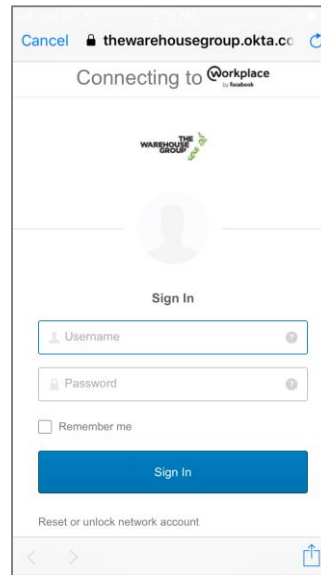 Cancel thewarehousegroup.okta.cc
Connecting to Workplace
by facebook
THE
WAREHOUSE
GROUP
Sign In
Username
Password
Remember me
Sign In
Reset or unlock network account